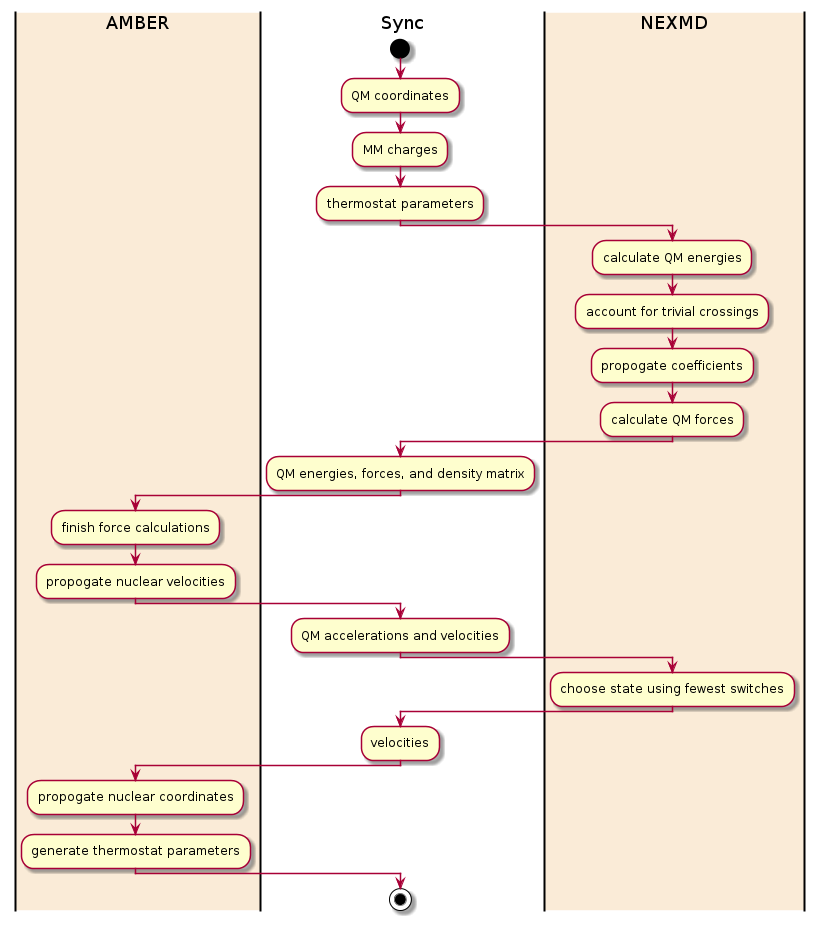 AMBER
Sync
NEXMD
QM coordinates
MM charges
thermostat parameters
calculate QM energies
account for trivial crossings
propogate coefficients
calculate QM forces
QM energies, forces, and density matrix
finish force calculations
propogate nuclear velocities
QM accelerations and velocities
choose state using fewest switches
velocities
propogate nuclear coordinates
generate thermostat parameters